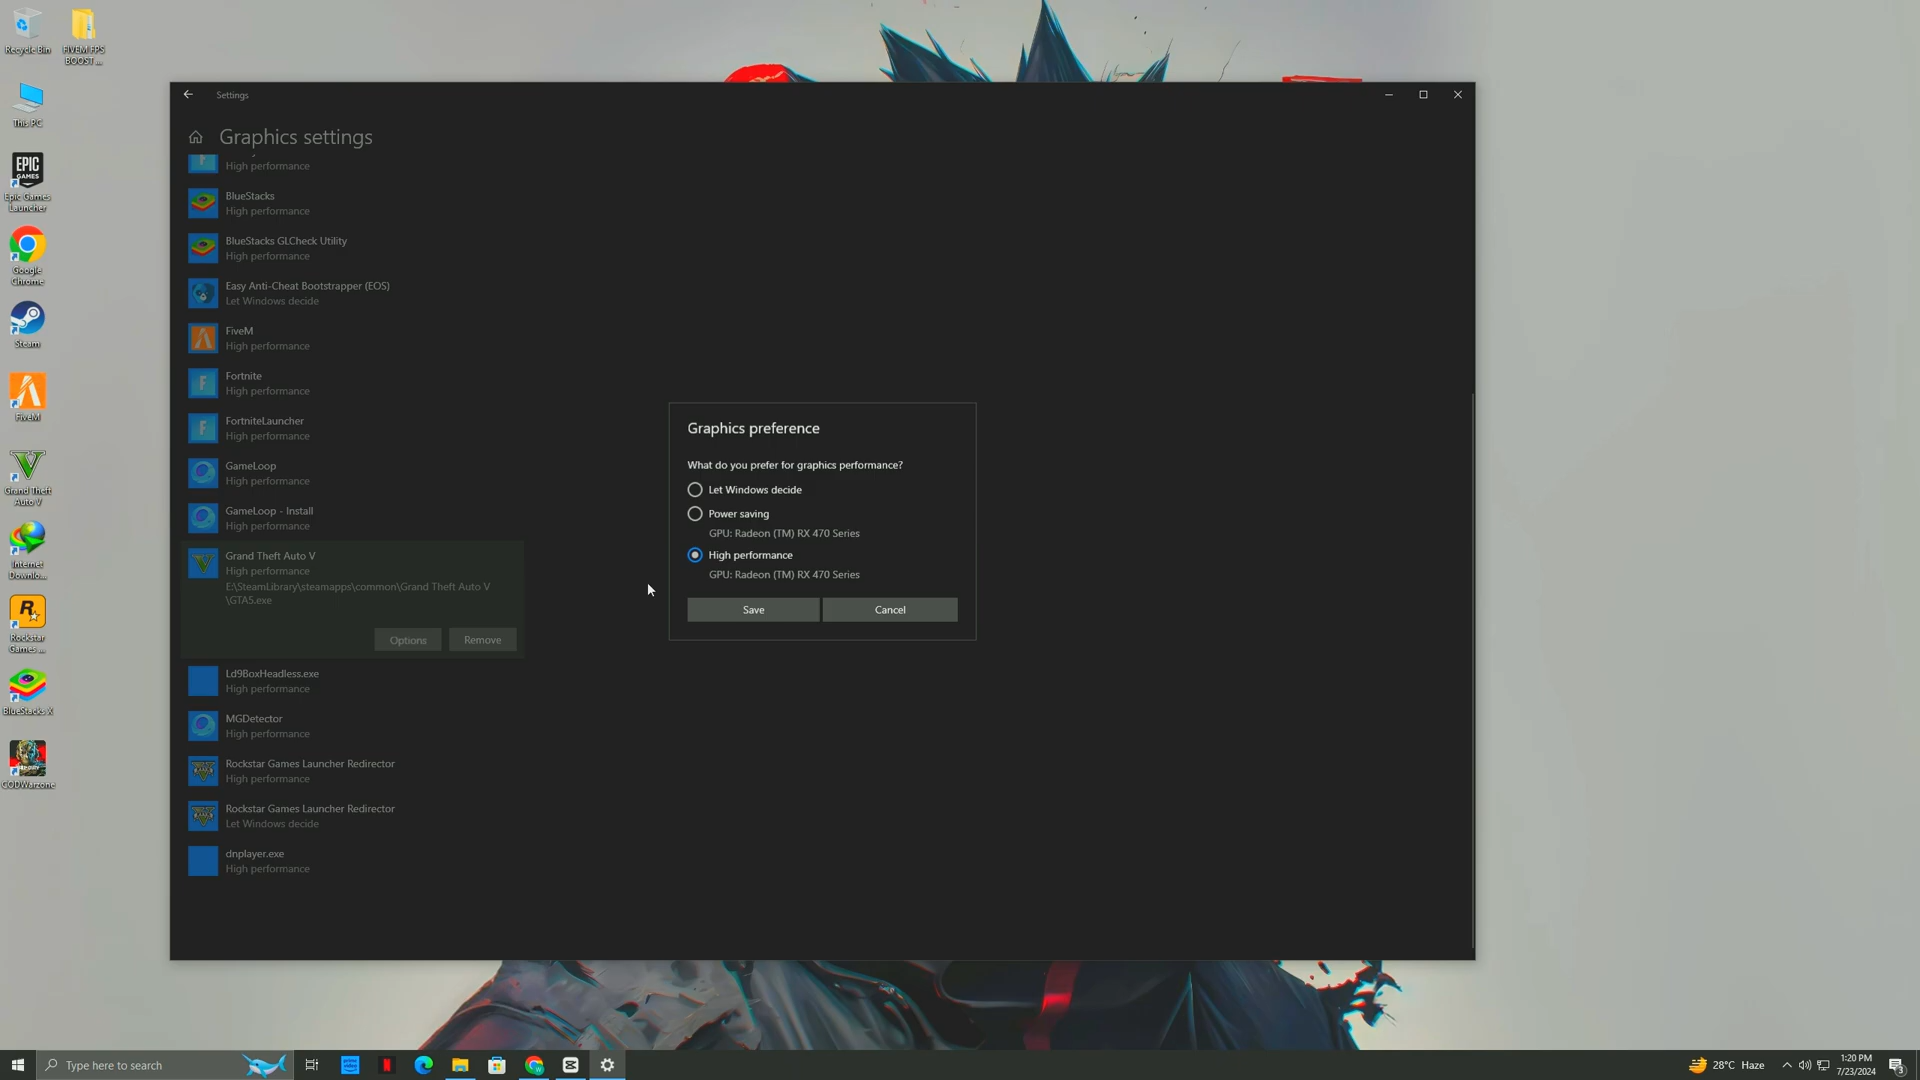 Recycle Bin
FIVEM FPS
BOOST ...
This PC
EPIC
GAMES
Epic Games
Launcher
Google
Chrome
Steam
FiveM
Grand Theft
Auto V
Internet
Downlo...
Rockstar
Games ...
BlueStacks X
CODWarzone
Settings
Graphics settings
High performance
BlueStacks
High performance
BlueStacks GLCheck Utility
High performance
Easy Anti-Cheat Bootstrapper (EOS)
Let Windows decide
FiveM
High performance
Fortnite
High performance
FortniteLauncher
High performance
GameLoop
High performance
GameLoop - Install
High performance
Grand Theft Auto V
High performance
E:\SteamLibrary\steamapps\common\Grand Theft Auto V
\GTA5.exe
Options
Remove
Ld9BoxHeadless.exe
High performance
MGDetector
High performance
Rockstar Games Launcher Redirector
High performance
Rockstar Games Launcher Redirector
Let Windows decide
dnplayer.exe
High performance
Graphics preference
What do you prefer for graphics performance?
Let Windows decide
Power saving
GPU: Radeon (TM) RX 470 Series
High performance
GPU: Radeon (TM) RX 470 Series
Save
Cancel
Type here to search
28°C Haze
1:20 PM
7/23/2024
3